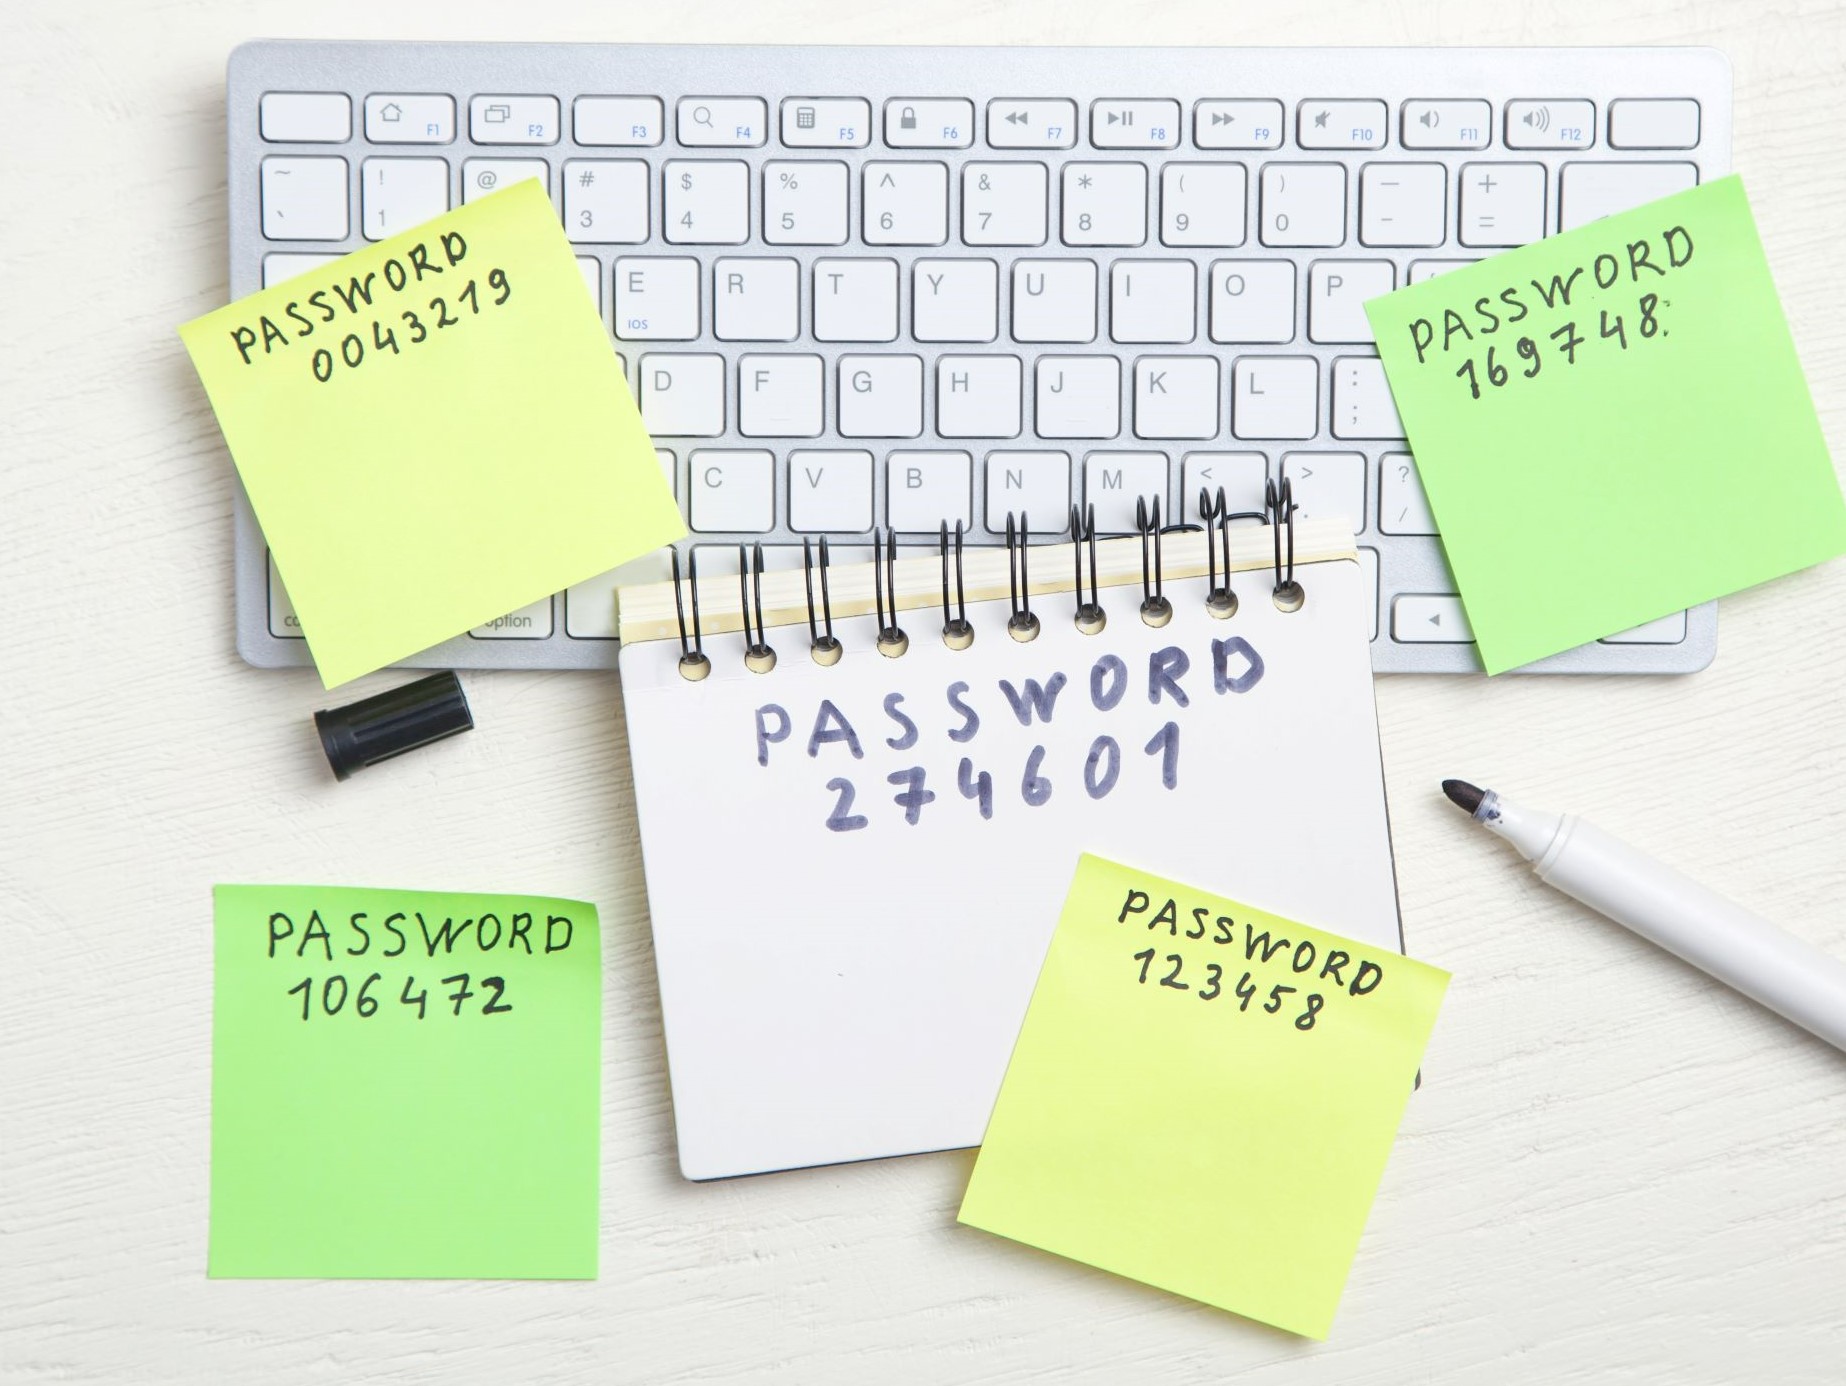 F1 F2 F3 F4 F5 F6 F7 F8 F9 F10 F11 F12
~ ! @ # $ % ^ & * ( ) — +
` 1 3 4 5 6 7 8 9 0 - =
E R T Y U I O P
IOS
D F G H J K L : ;
C V B N M < > . ? /
option
PASSWORD
0043219
PASSWORD
169748:
PASSWORD
274601
PASSWORD
106472
PASSWORD
123458